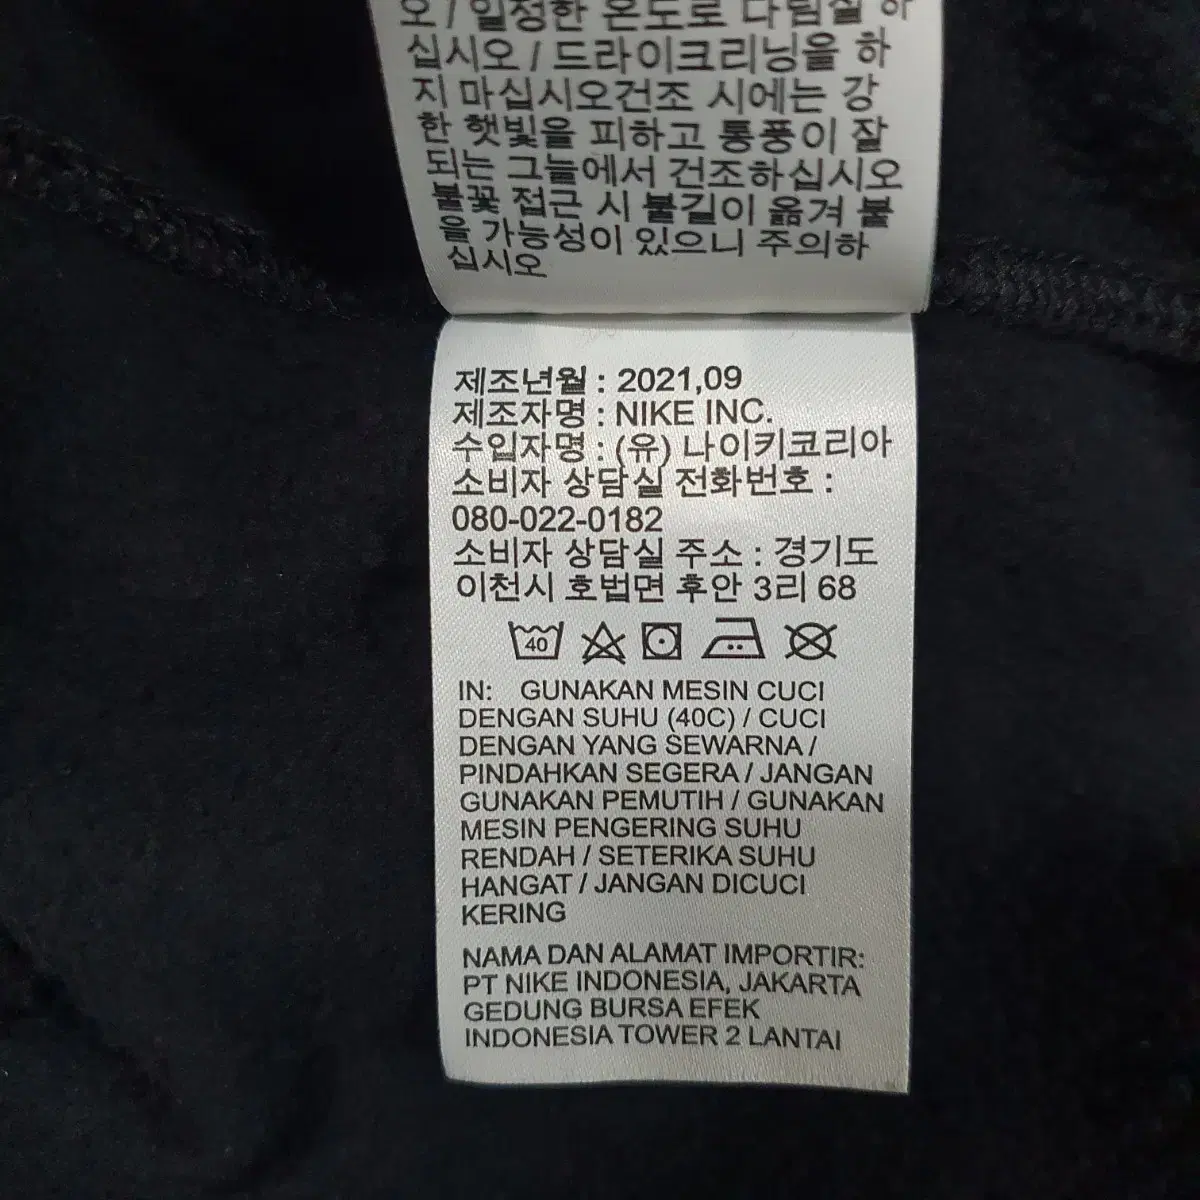 오 / 일정한 온도로 다림질 하
십시오 / 드라이크리닝을 하
지 마십시오건조 시에는 강
한 햇빛을 피하고 통풍이 잘
되는 그늘에서 건조하십시오
불꽃 접근 시 불길이 옮겨 붙
을 가능성이 있으니 주의하
십시오
제조년월 : 2021,09
제조자명 : NIKE INC.
수입자명 : (유) 나이키코리아
소비자 상담실 전화번호 :
080-022-0182
소비자 상담실 주소 : 경기도
이천시 호법면 후안 3리 68
40
IN: GUNAKAN MESIN CUCI
DENGAN SUHU (40C) / CUCI
DENGAN YANG SEWARNA /
PINDAHKAN SEGERA / JANGAN
GUNAKAN PEMUTIH / GUNAKAN
MESIN PENGERING SUHU
RENDAH / SETERIKA SUHU
HANGAT / JANGAN DICUCI
KERING
NAMA DAN ALAMAT IMPORTIR:
PT NIKE INDONESIA, JAKARTA
GEDUNG BURSA EFEK
INDONESIA TOWER 2 LANTAI